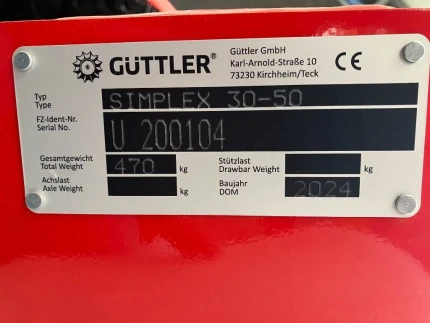 GÜTTLER®
Güttler GmbH
Karl-Arnold-Straße 10
73230 Kirchheim/Teck
CE
Typ
Type
SIMPLEX 30-50
FZ-Ident-Nr.
Serial No.
U 200104
Gesamtgewicht
Total Weight
470 kg
Stützlast
Drawbar Weight
kg
Achslast
Axle Weight
kg
Baujahr
DOM
2024